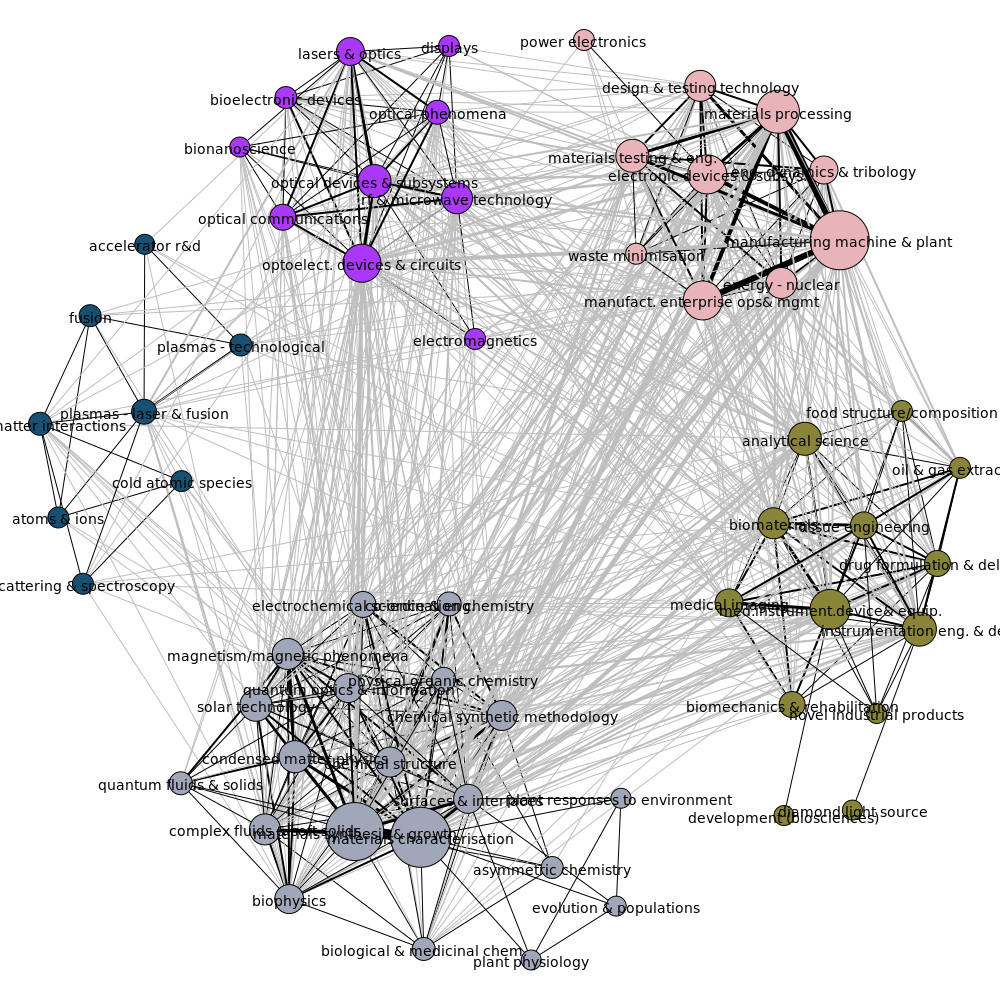 power electronics
displays
lasers & optics
design & testing technology
bioelectronic devices
optical phenomena
materials processing
bionanoscience
materials testing & eng.
eng. dynamics & tribology
electronic devices & subsys.
optical devices & subsystems
rf & microwave technology
optical communications
accelerator r&d
manufacturing machine & plant
waste minimisation
optoelect. devices & circuits
energy - nuclear
manufact. enterprise ops& mgmt
fusion
electromagnetics
plasmas - technological
food structure/composition
plasmas - laser & fusion
matter interactions
analytical science
oil & gas extrac
cold atomic species
atoms & ions
biomaterials
tissue engineering
drug formulation & del
scattering & spectroscopy
electrochemical science & eng.
co-ordination chemistry
medical imaging
med.instrument.device& equip.
instrumentation eng. & de
magnetism/magnetic phenomena
physical organic chemistry
quantum optics & information
solar technology
biomechanics & rehabilitation
novel industrial products
chemical synthetic methodology
condensed matter physics
chemical structure
quantum fluids & solids
surfaces & interfaces
plant responses to environment
diamond light source
development (biosciences)
complex fluids & soft solids
materials synthesis & growth
materials characterisation
asymmetric chemistry
biophysics
evolution & populations
biological & medicinal chem.
plant physiology